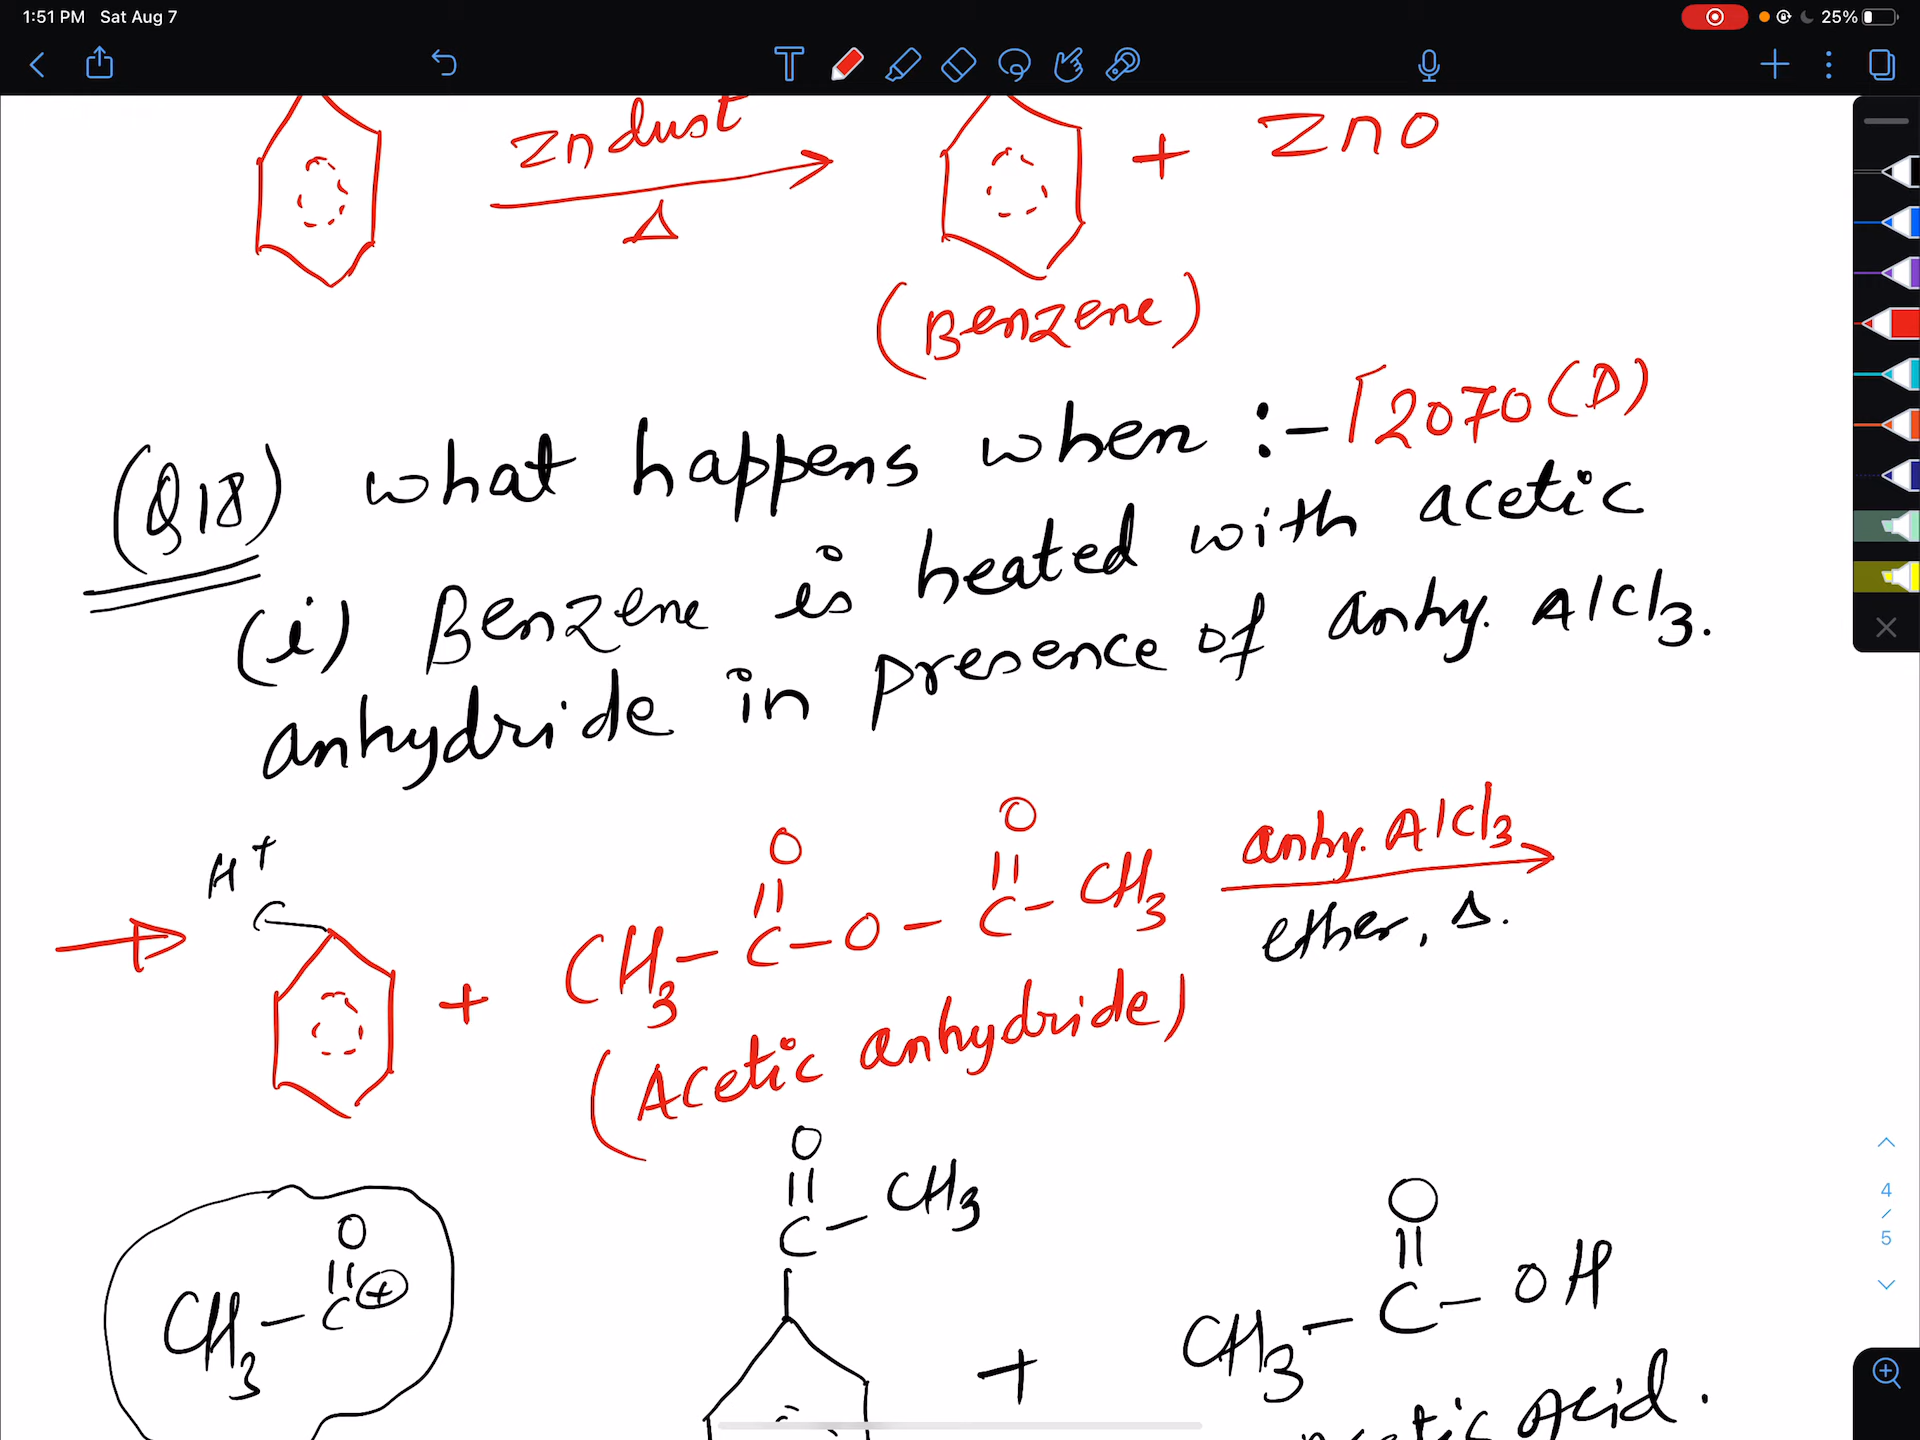 1:51 PM Sat Aug 7
25%
Zn dust
Δ
+ ZnO
(Benzene)
(Q18) what happens when :- [2070(D)
(i) Benzene is heated with acetic
anhydride in presence of anhy. AlCl3.
H+
+ CH3-C-O-C-CH3
O
O
anhy. AlCl3
ether, Δ.
(Acetic anhydride)
O
C-CH3
O
CH3-C+
+
O
CH3-C-OH
Acid.
4
/
5